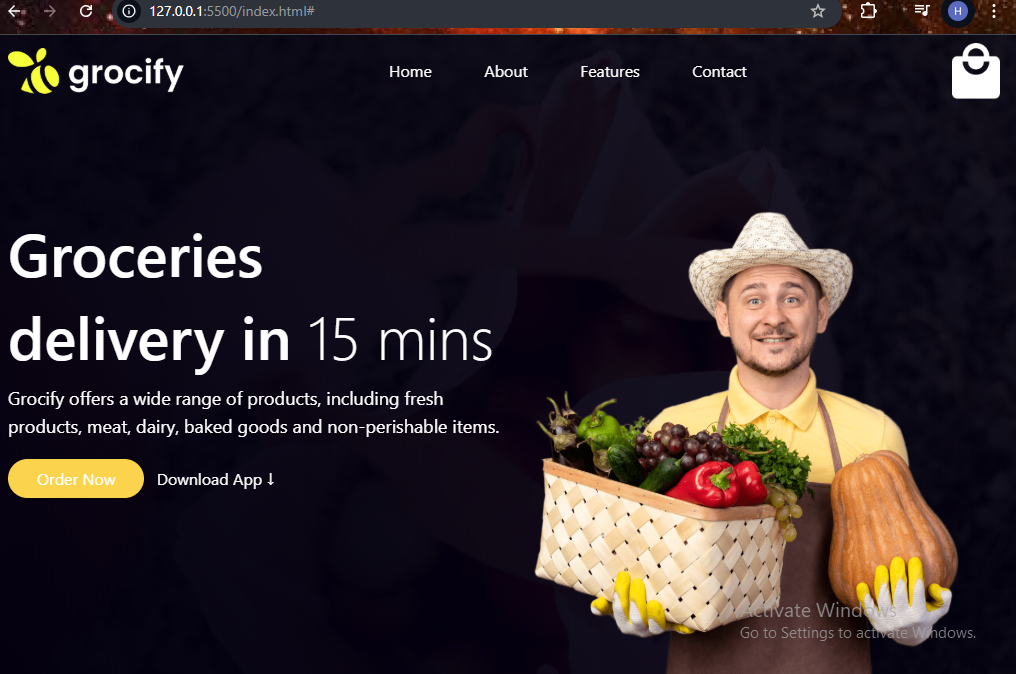 127.0.0.1:5500/index.html#
H
grocify
Home About Features Contact
Groceries
delivery in 15 mins
Grocify offers a wide range of products, including fresh
products, meat, dairy, baked goods and non-perishable items.
Order Now Download App ↓
Activate Windows
Go to Settings to activate Windows.